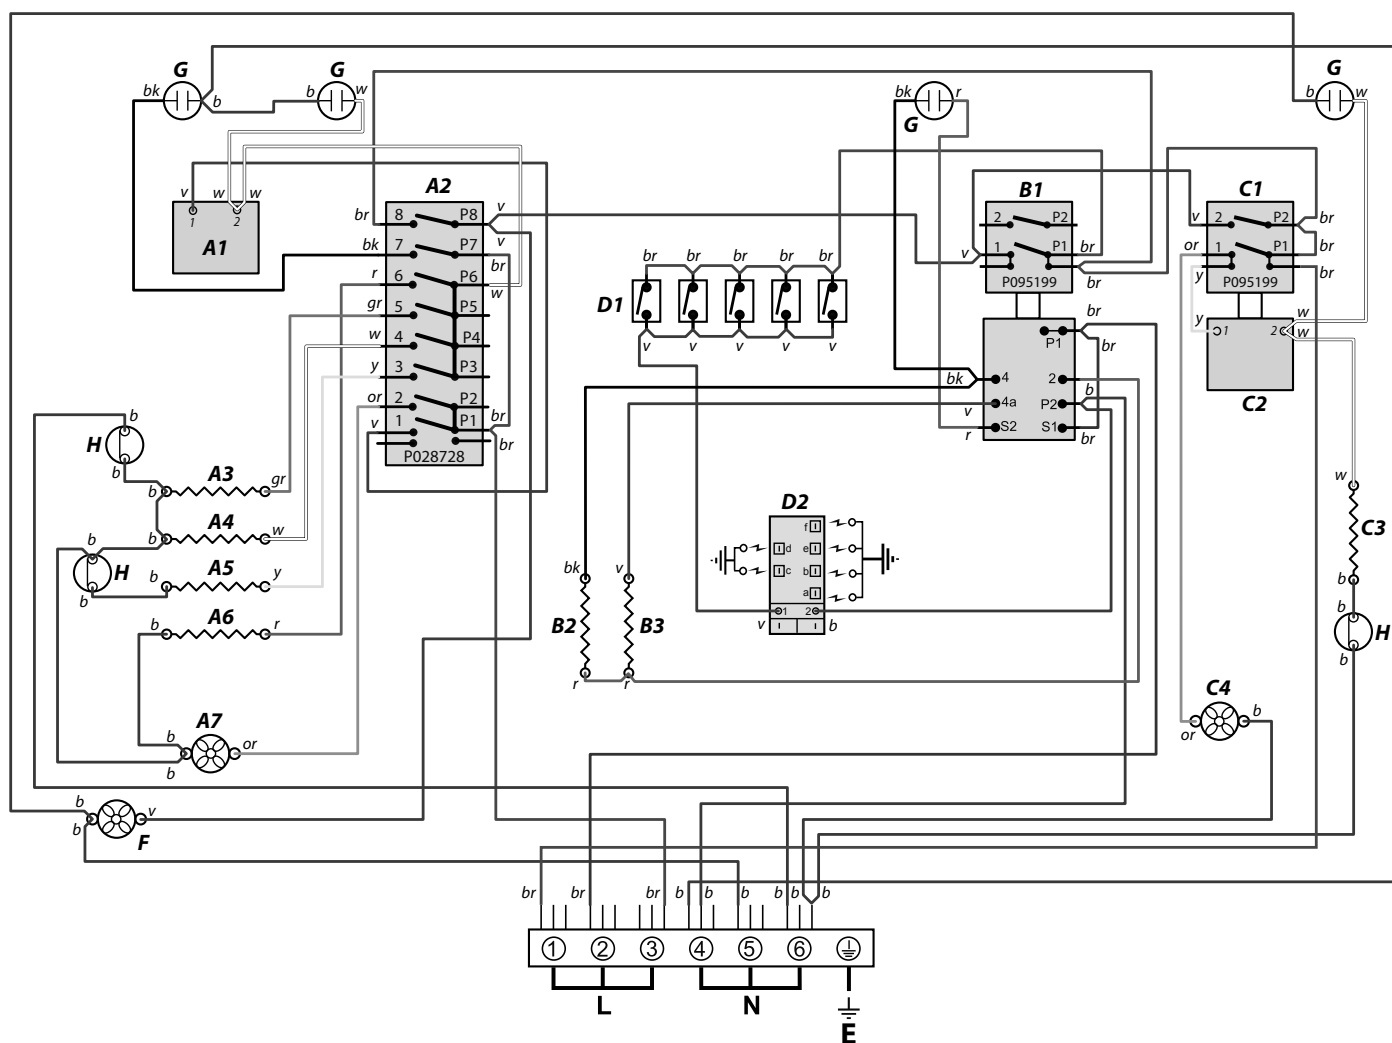 G
G
G
G
bk
b
b
w
bk
r
b
w
A2
B1
C1
v
w
w
1
2
A1
br
8
P8
v
v
bk
7
P7
br
r
6
P6
w
gr
5
P5
w
4
P4
y
3
P3
or
2
P2
v
1
P1
br
br
P028728
br
br
br
br
br
D1
v
v
v
v
v
2
P2
v
1
P1
br
br
P095199
v
2
P2
br
or
1
P1
br
y
br
P095199
y
1
2
w
w
C2
br
P1
br
bk
4
2
b
v
4a
P2
r
S2
S1
br
b
H
b
b
A3
gr
b
A4
w
b
H
b
b
A5
y
b
A6
r
D2
f
d
e
c
b
a
1
2
v
b
bk
v
B2
B3
r
r
w
C3
b
H
b
C4
or
b
b
A7
or
b
b
b
v
F
br
br
br
b
b
b
b
b
b
1
2
3
4
5
6
L
N
E